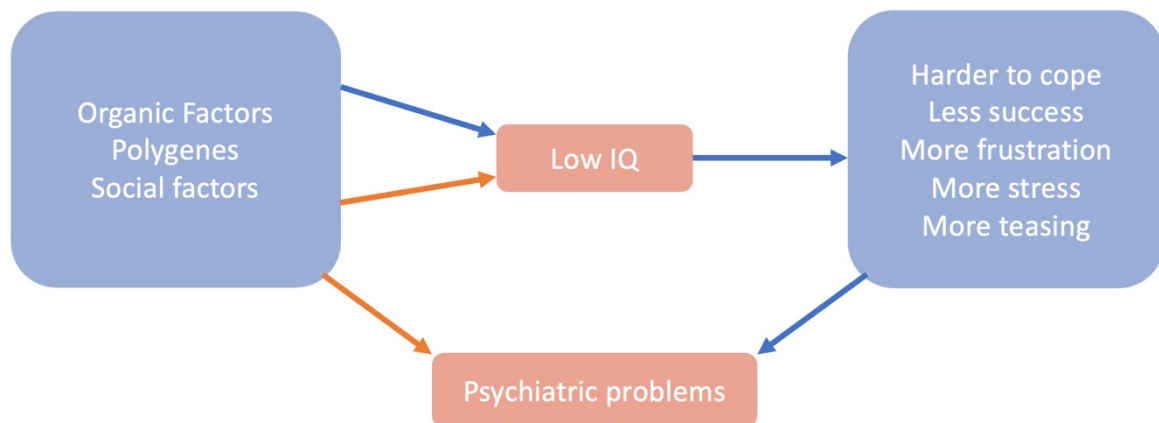 Organic Factors
Polygenes
Social factors
Low IQ
Harder to cope
Less success
More frustration
More stress
More teasing
Psychiatric problems